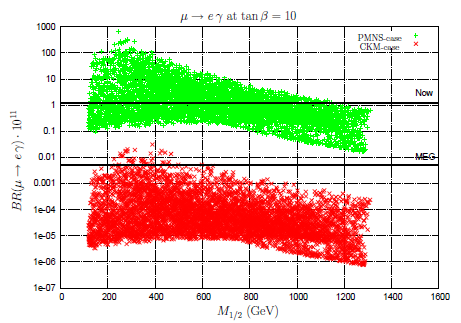 μ → e γ at tan β = 10
1000
100
10
1
0.1
0.01
0.001
1e-04
1e-05
1e-06
1e-07
BR(μ → e γ) · 10¹¹
PMNS-case
CKM-case
Now
MEG
0 200 400 600 800 1000 1200 1400 1600
M₁/₂ (GeV)